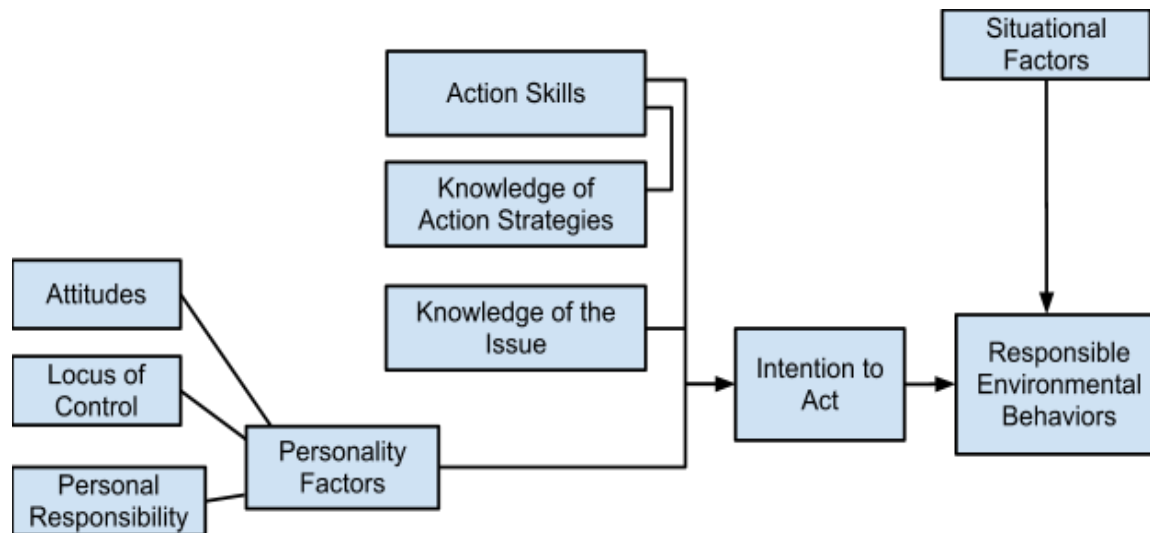 Situational
Factors
Action Skills
Knowledge of
Action Strategies
Attitudes
Knowledge of the
Issue
Locus of
Control
Intention to
Act
Responsible
Environmental
Behaviors
Personality
Factors
Personal
Responsibility